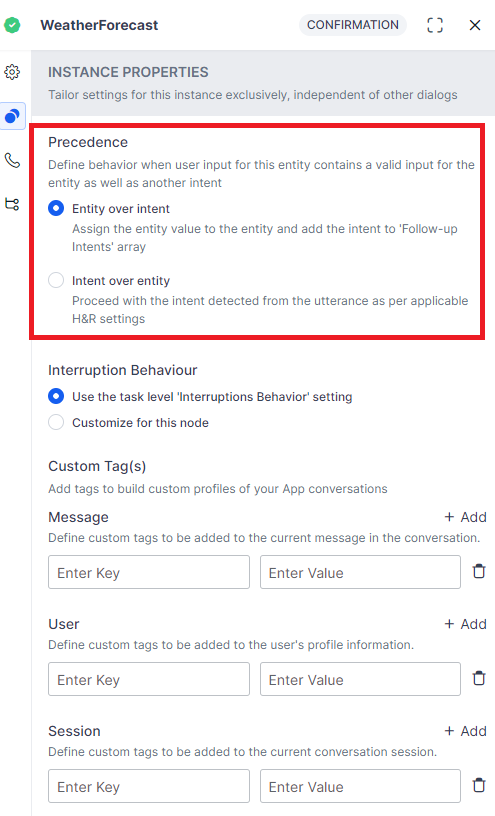 WeatherForecast
CONFIRMATION
INSTANCE PROPERTIES
Tailor settings for this instance exclusively, independent of other dialogs
Precedence
Define behavior when user input for this entity contains a valid input for the
entity as well as another intent
Entity over intent
Assign the entity value to the entity and add the intent to 'Follow-up
Intents' array
Intent over entity
Proceed with the intent detected from the utterance as per applicable
H&R settings
Interruption Behaviour
Use the task level 'Interruptions Behavior' setting
Customize for this node
Custom Tag(s)
Add tags to build custom profiles of your App conversations
Message + Add
Define custom tags to be added to the current message in the conversation.
Enter Key Enter Value
User + Add
Define custom tags to be added to the user's profile information.
Enter Key Enter Value
Session + Add
Define custom tags to be added to the current conversation session.
Enter Key Enter Value